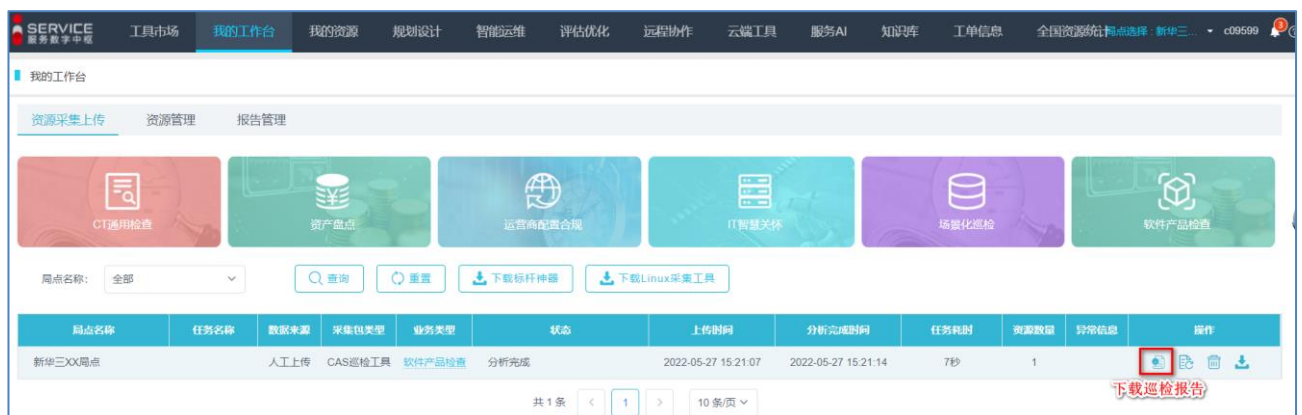 SERVICE
服务数字中枢
工具市场 我的工作台 我的资源 规划设计 智能运维 评估优化 远程协作 云端工具 服务AI 知识库 工单信息 全国资源统计 局点选择：新华三... c09599 3
我的工作台
资源采集上传 资源管理 报告管理
CT通用检查 资产盘点 运营商配置合规 IT智慧关怀 场景化巡检 软件产品检查
局点名称： 全部 查询 重置 下载标杆神器 下载Linux采集工具
局点名称 任务名称 数据来源 采集包类型 业务类型 状态 上传时间 分析完成时间 任务耗时 资源数量 异常信息 操作
新华三XX局点 人工上传 CAS巡检工具 软件产品检查 分析完成 2022-05-27 15:21:07 2022-05-27 15:21:14 7秒 1
下载巡检报告
共 1 条 < 1 > 10 条/页